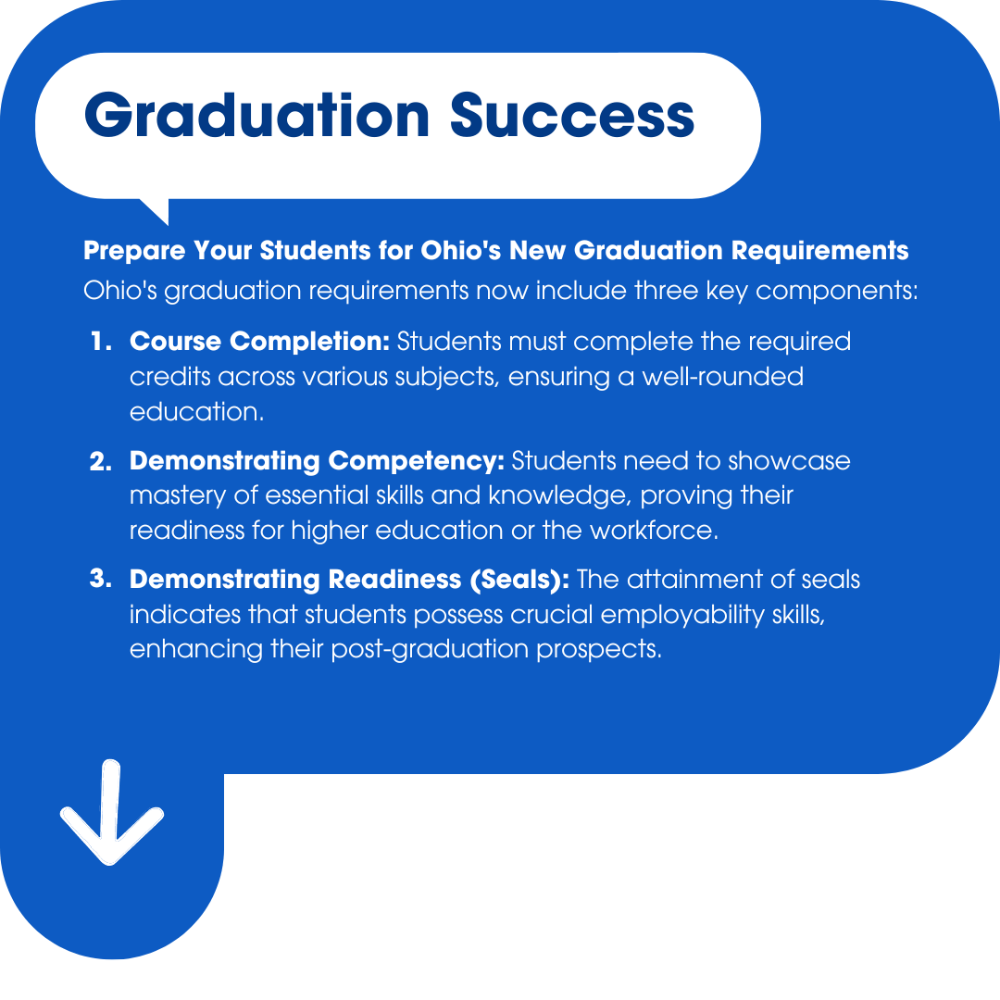 Graduation Success
Prepare Your Students for Ohio's New Graduation Requirements
Ohio's graduation requirements now include three key components:
1. Course Completion: Students must complete the required
credits across various subjects, ensuring a well-rounded
education.
2. Demonstrating Competency: Students need to showcase
mastery of essential skills and knowledge, proving their
readiness for higher education or the workforce.
3. Demonstrating Readiness (Seals): The attainment of seals
indicates that students possess crucial employability skills,
enhancing their post-graduation prospects.